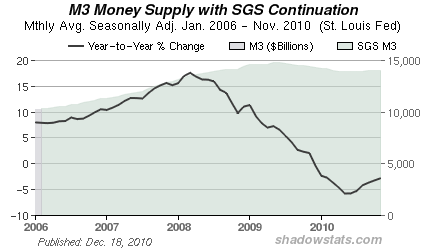 M3 Money Supply with SGS Continuation
Mthly Avg. Seasonally Adj. Jan. 2006 - Nov. 2010 (St. Louis Fed)
Year-to-Year % Change M3 ($Billions) SGS M3
20 15,000
15
10 10,000
5
0 5,000
-5
-10 0
2006 2007 2008 2009 2010
Published: Dec. 18, 2010 shadowstats.com